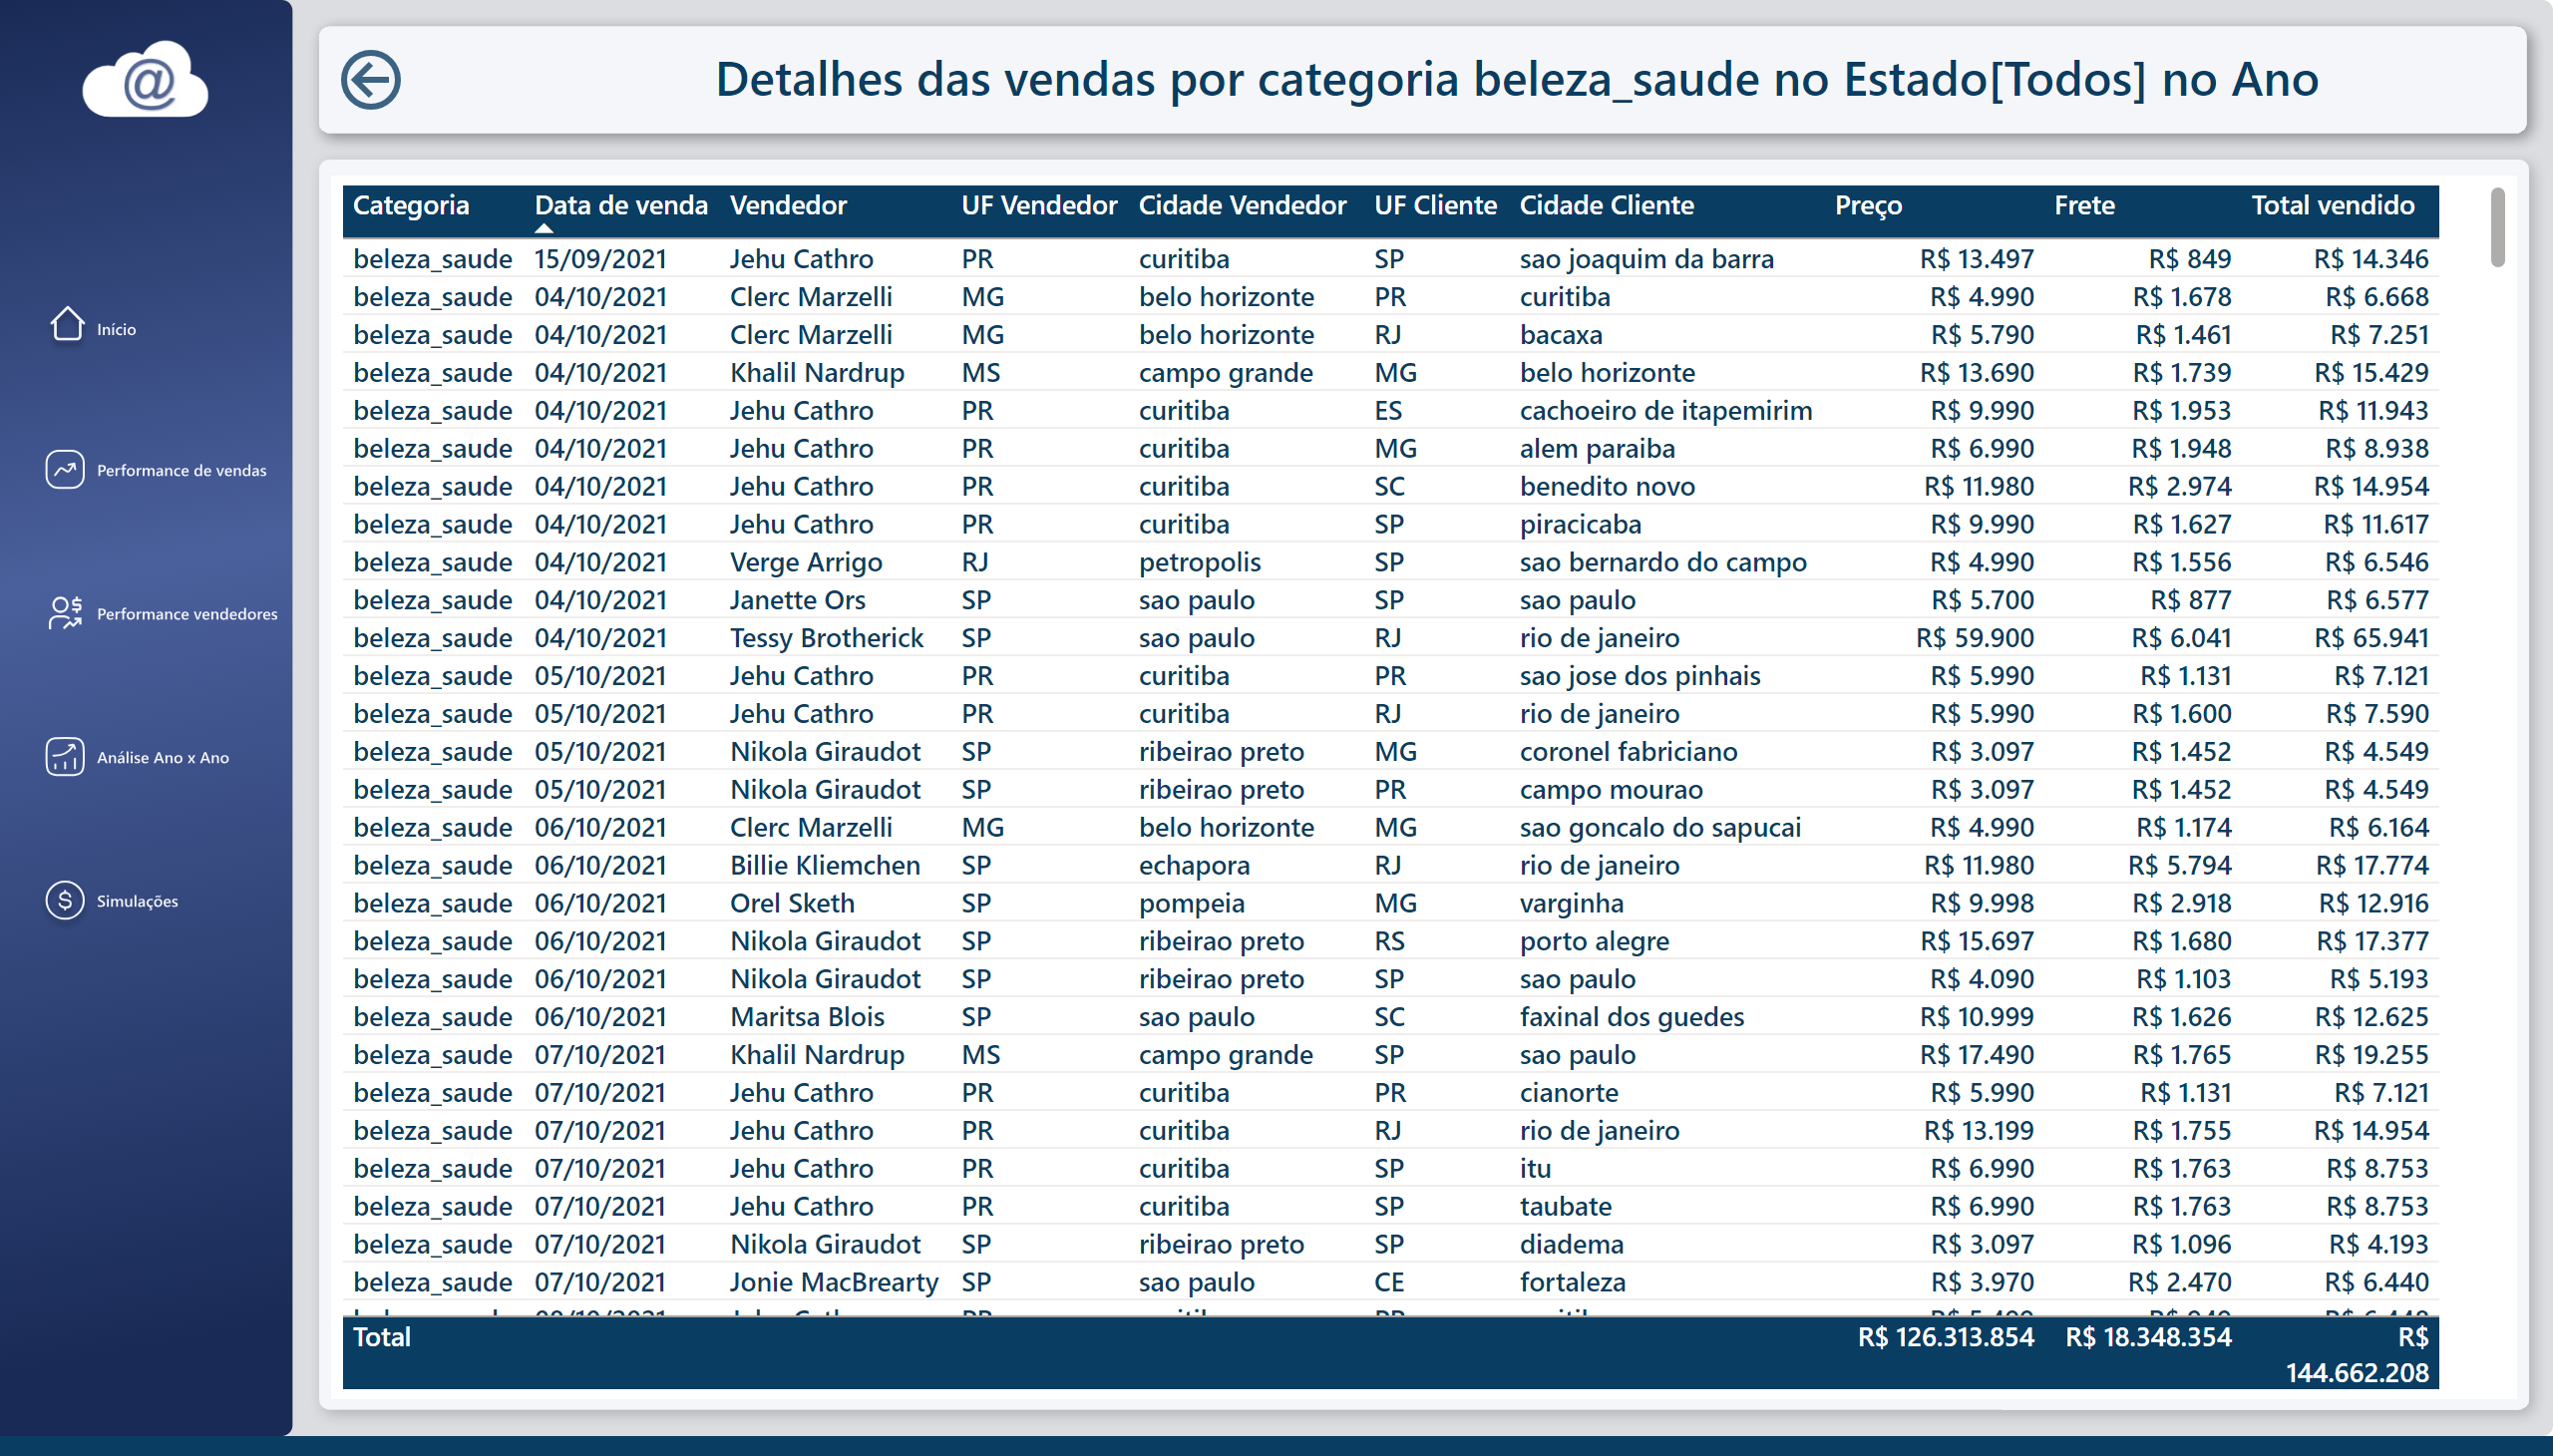 @
Detalhes das vendas por categoria beleza_saude no Estado[Todos] no Ano
Início
Performance de vendas
Performance vendedores
Análise Ano x Ano
Simulações
Categoria Data de venda Vendedor UF Vendedor Cidade Vendedor UF Cliente Cidade Cliente Preço Frete Total vendido
beleza_saude 15/09/2021 Jehu Cathro PR curitiba SP sao joaquim da barra R$ 13.497 R$ 849 R$ 14.346
beleza_saude 04/10/2021 Clerc Marzelli MG belo horizonte PR curitiba R$ 4.990 R$ 1.678 R$ 6.668
beleza_saude 04/10/2021 Clerc Marzelli MG belo horizonte RJ bacaxa R$ 5.790 R$ 1.461 R$ 7.251
beleza_saude 04/10/2021 Khalil Nardrup MS campo grande MG belo horizonte R$ 13.690 R$ 1.739 R$ 15.429
beleza_saude 04/10/2021 Jehu Cathro PR curitiba ES cachoeiro de itapemirim R$ 9.990 R$ 1.953 R$ 11.943
beleza_saude 04/10/2021 Jehu Cathro PR curitiba MG alem paraiba R$ 6.990 R$ 1.948 R$ 8.938
beleza_saude 04/10/2021 Jehu Cathro PR curitiba SC benedito novo R$ 11.980 R$ 2.974 R$ 14.954
beleza_saude 04/10/2021 Jehu Cathro PR curitiba SP piracicaba R$ 9.990 R$ 1.627 R$ 11.617
beleza_saude 04/10/2021 Verge Arrigo RJ petropolis SP sao bernardo do campo R$ 4.990 R$ 1.556 R$ 6.546
beleza_saude 04/10/2021 Janette Ors SP sao paulo SP sao paulo R$ 5.700 R$ 877 R$ 6.577
beleza_saude 04/10/2021 Tessy Brotherick SP sao paulo RJ rio de janeiro R$ 59.900 R$ 6.041 R$ 65.941
beleza_saude 05/10/2021 Jehu Cathro PR curitiba PR sao jose dos pinhais R$ 5.990 R$ 1.131 R$ 7.121
beleza_saude 05/10/2021 Jehu Cathro PR curitiba RJ rio de janeiro R$ 5.990 R$ 1.600 R$ 7.590
beleza_saude 05/10/2021 Nikola Giraudot SP ribeirao preto MG coronel fabriciano R$ 3.097 R$ 1.452 R$ 4.549
beleza_saude 05/10/2021 Nikola Giraudot SP ribeirao preto PR campo mourao R$ 3.097 R$ 1.452 R$ 4.549
beleza_saude 06/10/2021 Clerc Marzelli MG belo horizonte MG sao goncalo do sapucai R$ 4.990 R$ 1.174 R$ 6.164
beleza_saude 06/10/2021 Billie Kliemchen SP echapora RJ rio de janeiro R$ 11.980 R$ 5.794 R$ 17.774
beleza_saude 06/10/2021 Orel Sketh SP pompeia MG varginha R$ 9.998 R$ 2.918 R$ 12.916
beleza_saude 06/10/2021 Nikola Giraudot SP ribeirao preto RS porto alegre R$ 15.697 R$ 1.680 R$ 17.377
beleza_saude 06/10/2021 Nikola Giraudot SP ribeirao preto SP sao paulo R$ 4.090 R$ 1.103 R$ 5.193
beleza_saude 06/10/2021 Maritsa Blois SP sao paulo SC faxinal dos guedes R$ 10.999 R$ 1.626 R$ 12.625
beleza_saude 07/10/2021 Khalil Nardrup MS campo grande SP sao paulo R$ 17.490 R$ 1.765 R$ 19.255
beleza_saude 07/10/2021 Jehu Cathro PR curitiba PR cianorte R$ 5.990 R$ 1.131 R$ 7.121
beleza_saude 07/10/2021 Jehu Cathro PR curitiba RJ rio de janeiro R$ 13.199 R$ 1.755 R$ 14.954
beleza_saude 07/10/2021 Jehu Cathro PR curitiba SP itu R$ 6.990 R$ 1.763 R$ 8.753
beleza_saude 07/10/2021 Jehu Cathro PR curitiba SP taubate R$ 6.990 R$ 1.763 R$ 8.753
beleza_saude 07/10/2021 Nikola Giraudot SP ribeirao preto SP diadema R$ 3.097 R$ 1.096 R$ 4.193
beleza_saude 07/10/2021 Jonie MacBrearty SP sao paulo CE fortaleza R$ 3.970 R$ 2.470 R$ 6.440
Total R$ 126.313.854 R$ 18.348.354 R$
144.662.208